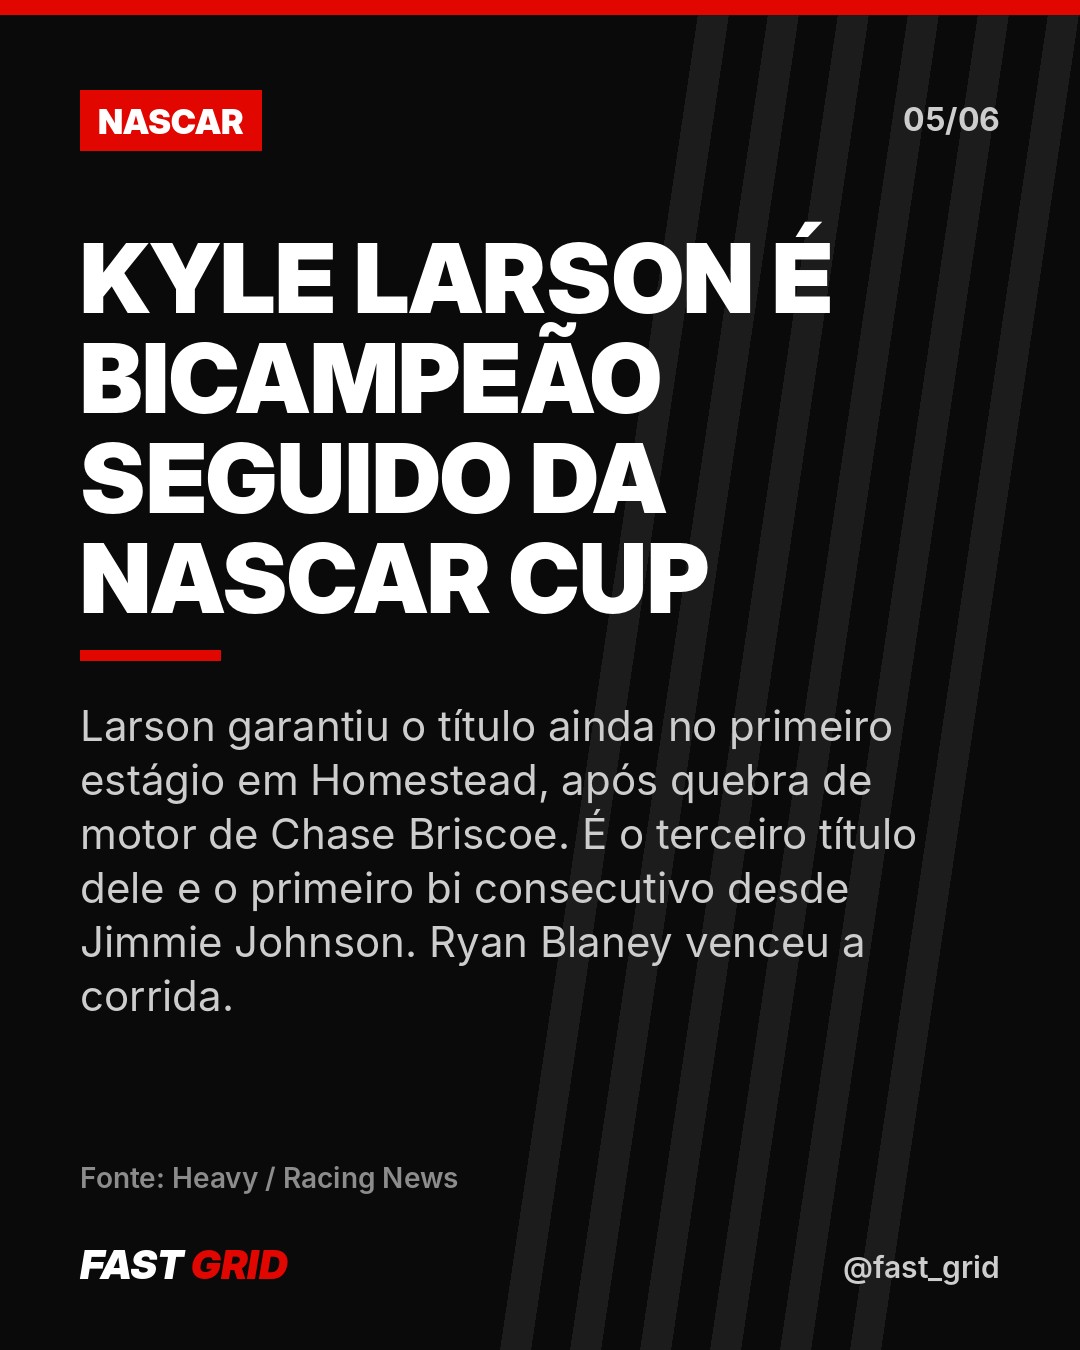 NASCAR
05/06
KYLE LARSON É
BICAMPEÃO
SEGUIDO DA
NASCAR CUP
Larson garantiu o título ainda no primeiro
estágio em Homestead, após quebra de
motor de Chase Briscoe. É o terceiro título
dele e o primeiro bi consecutivo desde
Jimmie Johnson. Ryan Blaney venceu a
corrida.
Fonte: Heavy / Racing News
FAST GRID
@fast_grid